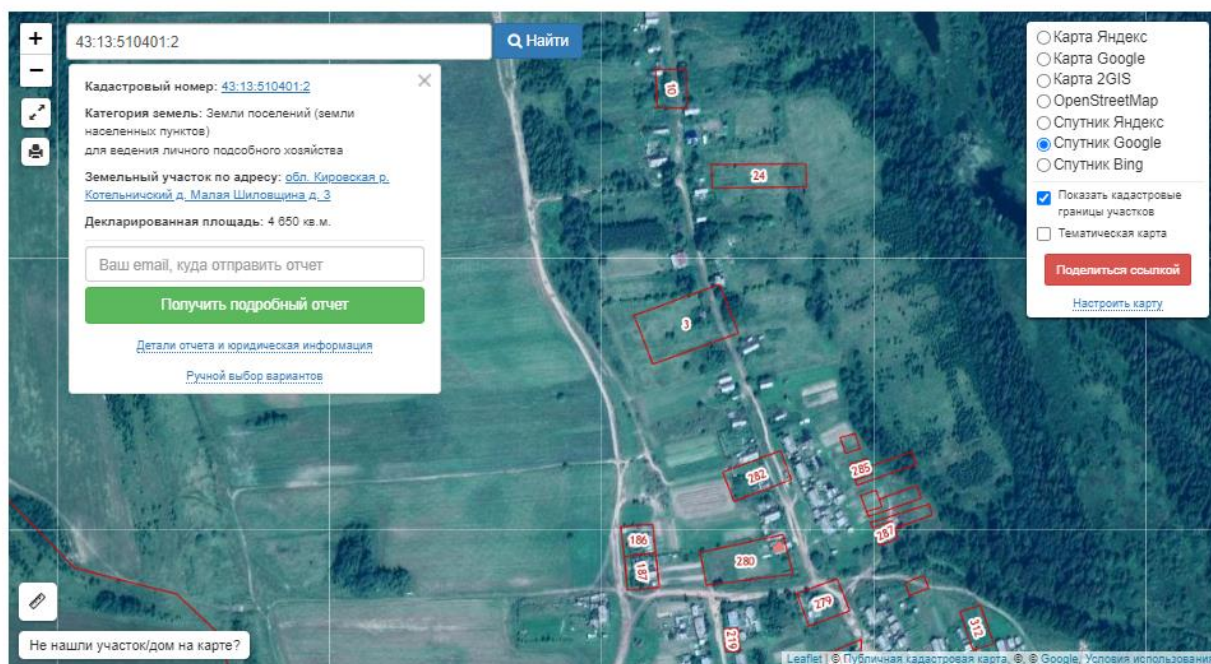 +
43:13:510401:2
Найти
−
×
Кадастровый номер: 43:13:510401:2
Категория земель: Земли поселений (земли
населенных пунктов)
для ведения личного подсобного хозяйства
Земельный участок по адресу: обл. Кировская р.
Котельничский д. Малая Шиловщина д. 3
Декларированная площадь: 4 650 кв.м.
Ваш email, куда отправить отчет
Получить подробный отчет
Детали отчета и юридическая информация
Ручной выбор вариантов
Карта Яндекс
Карта Google
Карта 2GIS
OpenStreetMap
Спутник Яндекс
Спутник Google
Спутник Bing
Показать кадастровые
границы участков
Тематическая карта
Поделиться ссылкой
Настроить карту
10
24
3
282
285
287
186
187
280
279
219
312
Не нашли участок/дом на карте?
Leaflet | © Публичная кадастровая карта, ©, © Google, Условия использования